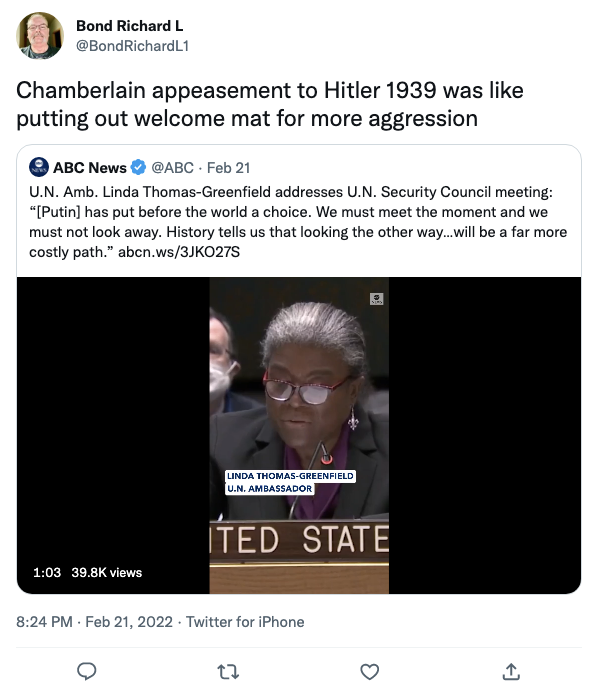 Bond Richard L
@BondRichardL1
Chamberlain appeasement to Hitler 1939 was like
putting out welcome mat for more aggression
ABC News @ABC · Feb 21
U.N. Amb. Linda Thomas-Greenfield addresses U.N. Security Council meeting:
“[Putin] has put before the world a choice. We must meet the moment and we
must not look away. History tells us that looking the other way...will be a far more
costly path.” abcn.ws/3JKO27S
LINDA THOMAS-GREENFIELD
U.N. AMBASSADOR
ITED STATE
1:03 39.8K views
8:24 PM · Feb 21, 2022 · Twitter for iPhone